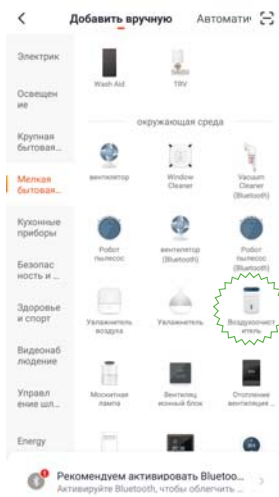 Добавить вручную
Автомати
Электрик
Освещен
ие
Крупная
бытовая...
Мелкая
бытовая...
Кухонные
приборы
Безопас
ность и ...
Здоровье
и спорт
Видеонаб
людение
Управл
ение шл...
Energy
Wash Aid
TRV
окружающая среда
вентилятор
Window
Cleaner
Vacuum
Cleaner
(Bluetooth)
Робот
пылесос
вентилятор
(Bluetooth)
Робот
пылесос
(Bluetooth)
Увлажнитель
воздуха
Увлажнитель
Воздухоочист
итель
Москитная
лампа
Вентиляц
ионный блок
Отопление
вентиляция ...
Рекомендуем активировать Bluetoo...
Активируйте Bluetooth, чтобы облегчить ...